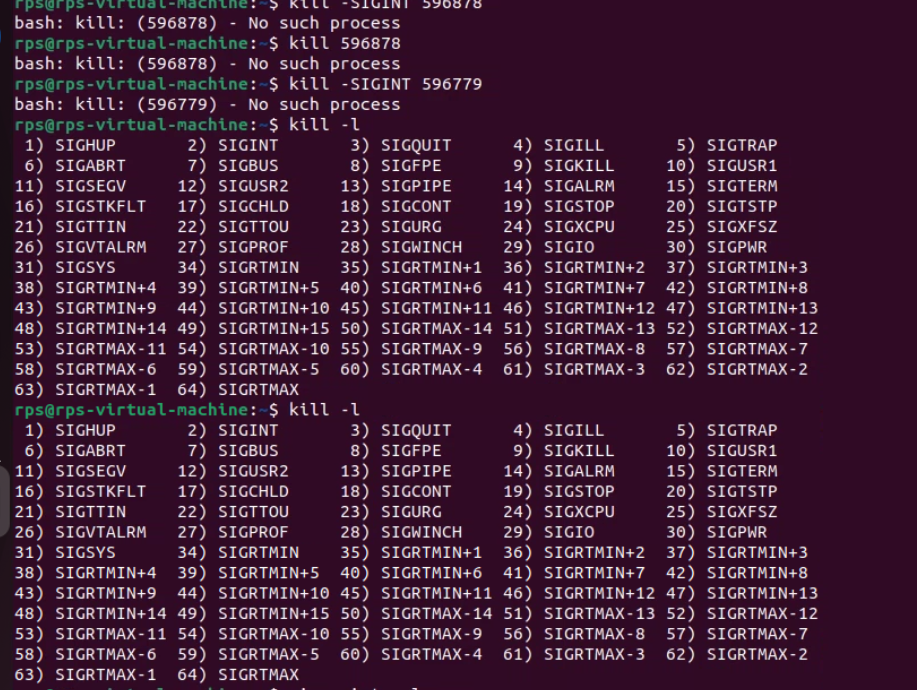 rps@rps-virtual-machine:~$ kill -SIGINT 596878
bash: kill: (596878) - No such process
rps@rps-virtual-machine:~$ kill 596878
bash: kill: (596878) - No such process
rps@rps-virtual-machine:~$ kill -SIGINT 596779
bash: kill: (596779) - No such process
rps@rps-virtual-machine:~$ kill -l
 1) SIGHUP       2) SIGINT       3) SIGQUIT      4) SIGILL       5) SIGTRAP
 6) SIGABRT      7) SIGBUS       8) SIGFPE       9) SIGKILL     10) SIGUSR1
11) SIGSEGV     12) SIGUSR2     13) SIGPIPE     14) SIGALRM     15) SIGTERM
16) SIGSTKFLT   17) SIGCHLD     18) SIGCONT     19) SIGSTOP     20) SIGTSTP
21) SIGTTIN     22) SIGTTOU     23) SIGURG      24) SIGXCPU     25) SIGXFSZ
26) SIGVTALRM   27) SIGPROF     28) SIGWINCH    29) SIGIO       30) SIGPWR
31) SIGSYS      34) SIGRTMIN    35) SIGRTMIN+1  36) SIGRTMIN+2  37) SIGRTMIN+3
38) SIGRTMIN+4  39) SIGRTMIN+5  40) SIGRTMIN+6  41) SIGRTMIN+7  42) SIGRTMIN+8
43) SIGRTMIN+9  44) SIGRTMIN+10 45) SIGRTMIN+11 46) SIGRTMIN+12 47) SIGRTMIN+13
48) SIGRTMIN+14 49) SIGRTMIN+15 50) SIGRTMAX-14 51) SIGRTMAX-13 52) SIGRTMAX-12
53) SIGRTMAX-11 54) SIGRTMAX-10 55) SIGRTMAX-9  56) SIGRTMAX-8  57) SIGRTMAX-7
58) SIGRTMAX-6  59) SIGRTMAX-5  60) SIGRTMAX-4  61) SIGRTMAX-3  62) SIGRTMAX-2
63) SIGRTMAX-1  64) SIGRTMAX
rps@rps-virtual-machine:~$ kill -l
 1) SIGHUP       2) SIGINT       3) SIGQUIT      4) SIGILL       5) SIGTRAP
 6) SIGABRT      7) SIGBUS       8) SIGFPE       9) SIGKILL     10) SIGUSR1
11) SIGSEGV     12) SIGUSR2     13) SIGPIPE     14) SIGALRM     15) SIGTERM
16) SIGSTKFLT   17) SIGCHLD     18) SIGCONT     19) SIGSTOP     20) SIGTSTP
21) SIGTTIN     22) SIGTTOU     23) SIGURG      24) SIGXCPU     25) SIGXFSZ
26) SIGVTALRM   27) SIGPROF     28) SIGWINCH    29) SIGIO       30) SIGPWR
31) SIGSYS      34) SIGRTMIN    35) SIGRTMIN+1  36) SIGRTMIN+2  37) SIGRTMIN+3
38) SIGRTMIN+4  39) SIGRTMIN+5  40) SIGRTMIN+6  41) SIGRTMIN+7  42) SIGRTMIN+8
43) SIGRTMIN+9  44) SIGRTMIN+10 45) SIGRTMIN+11 46) SIGRTMIN+12 47) SIGRTMIN+13
48) SIGRTMIN+14 49) SIGRTMIN+15 50) SIGRTMAX-14 51) SIGRTMAX-13 52) SIGRTMAX-12
53) SIGRTMAX-11 54) SIGRTMAX-10 55) SIGRTMAX-9  56) SIGRTMAX-8  57) SIGRTMAX-7
58) SIGRTMAX-6  59) SIGRTMAX-5  60) SIGRTMAX-4  61) SIGRTMAX-3  62) SIGRTMAX-2
63) SIGRTMAX-1  64) SIGRTMAX